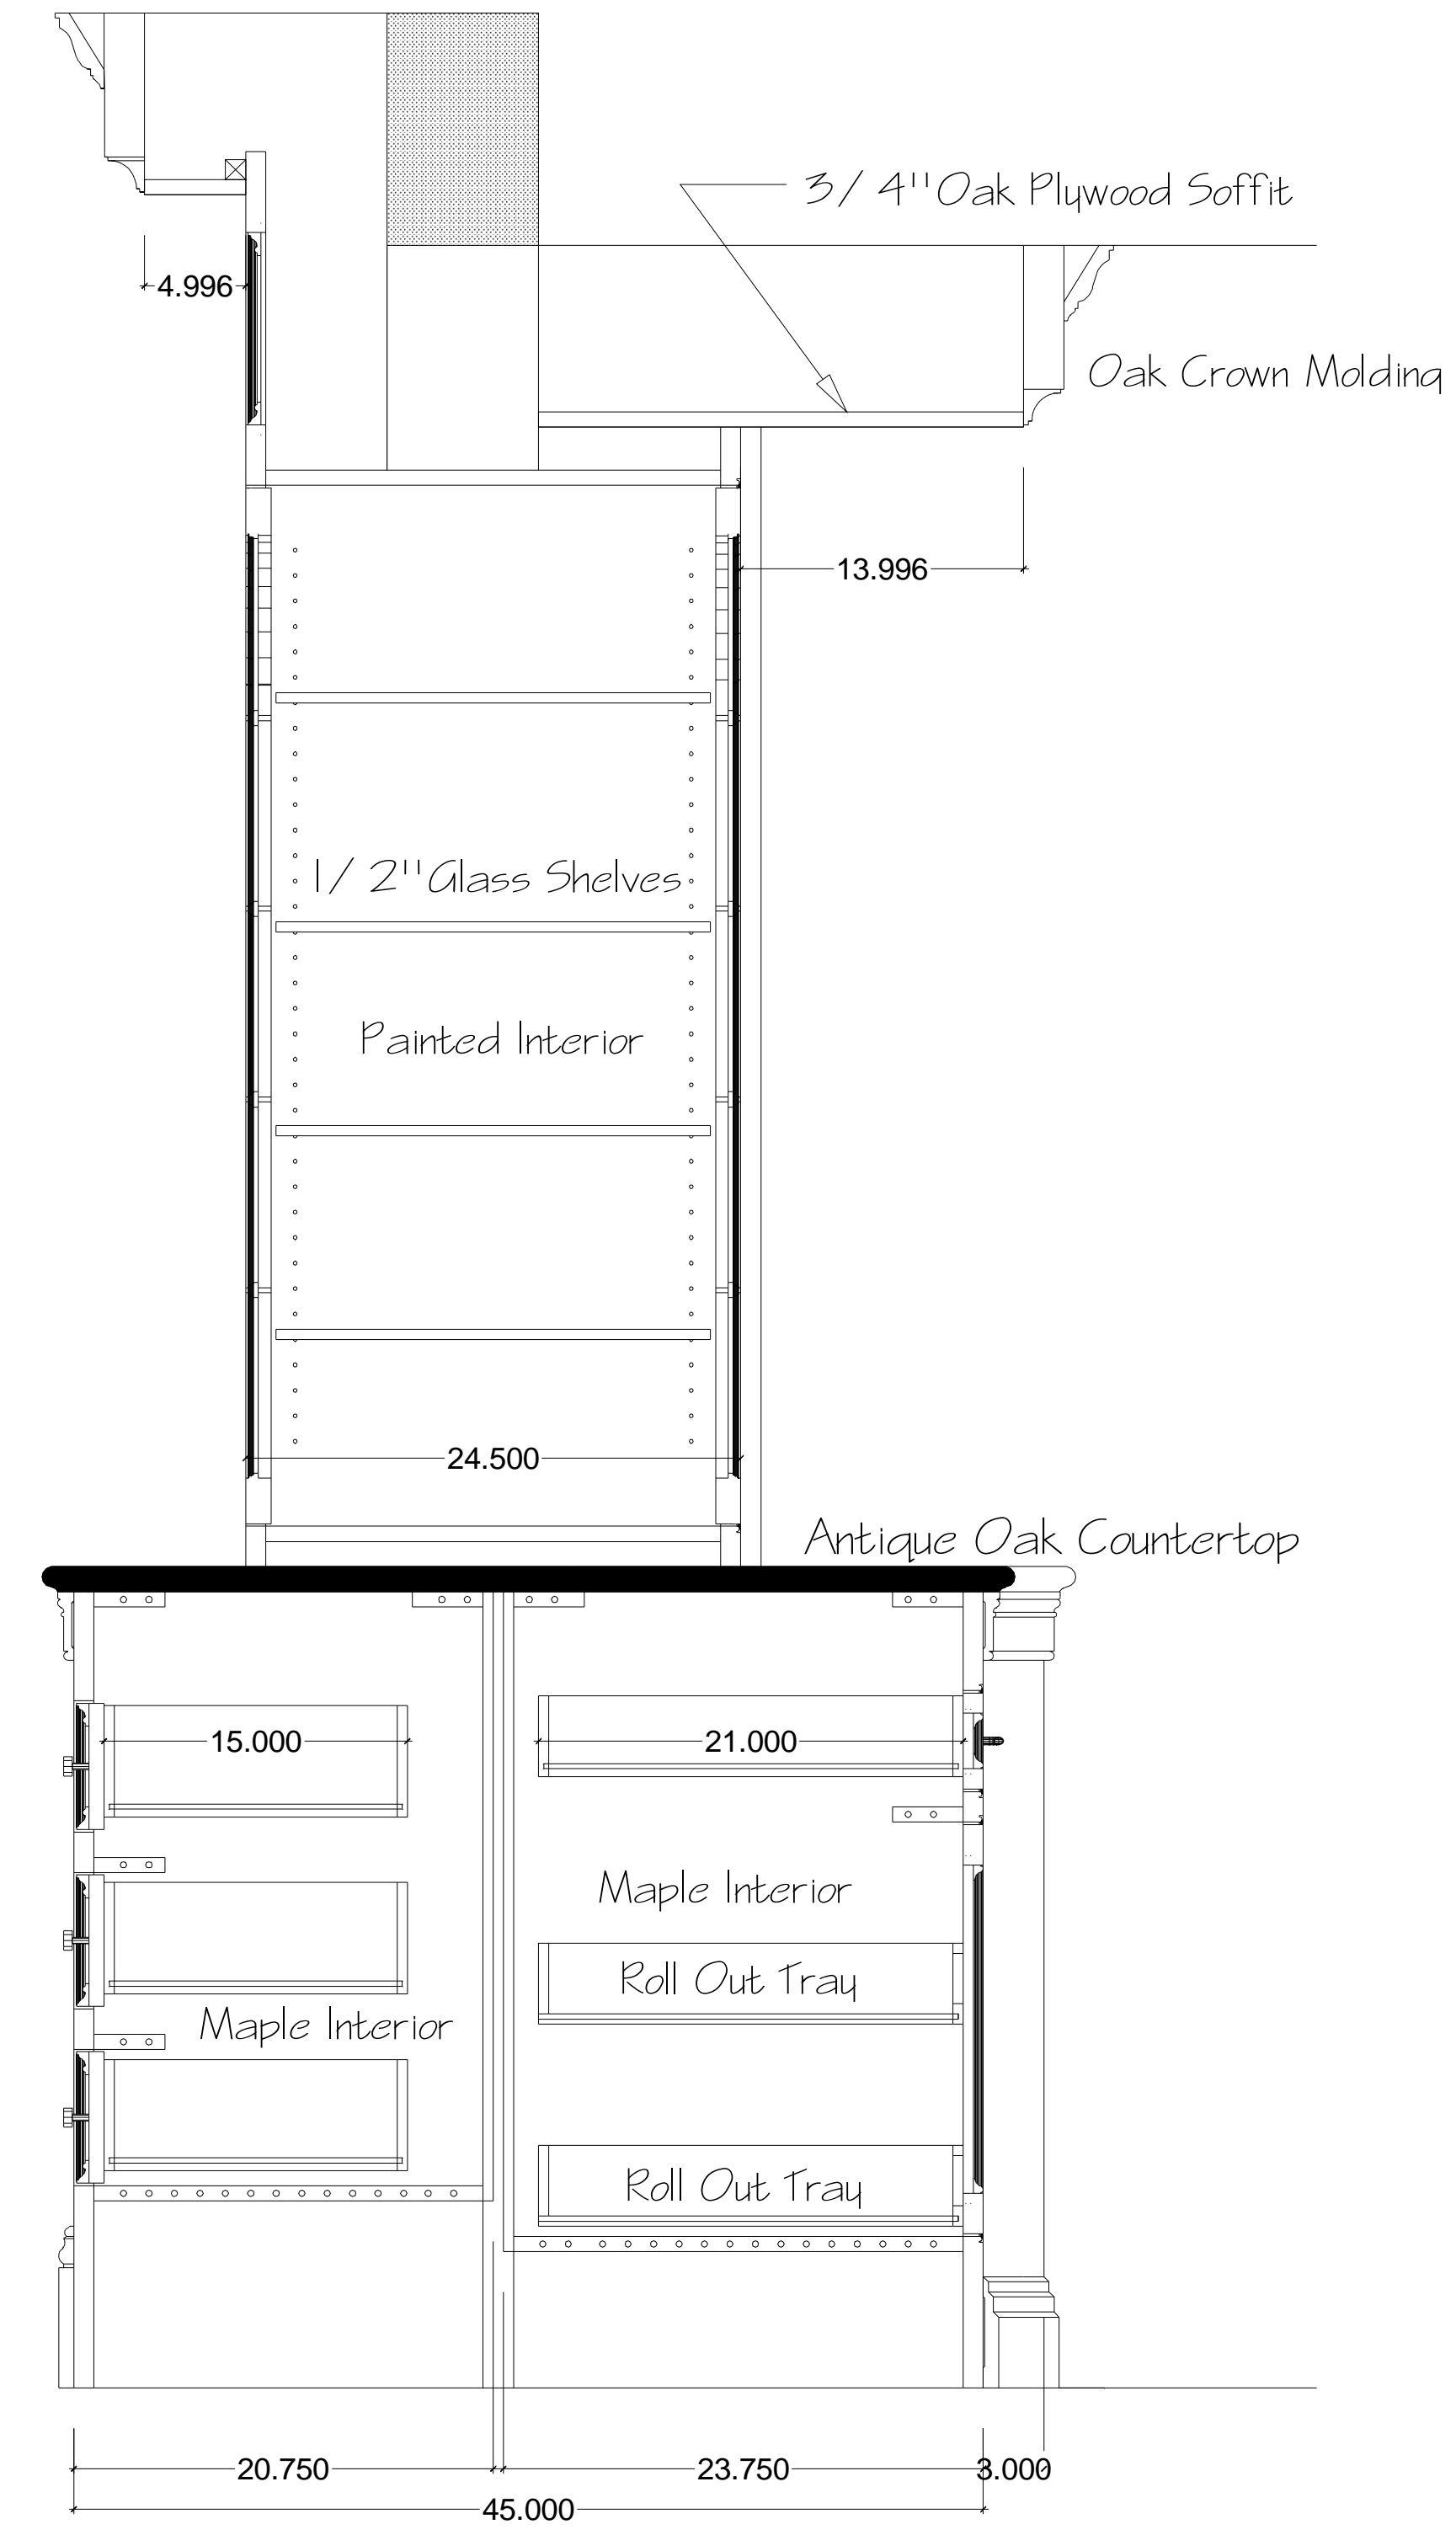 3/4"Oak Plywood Soffit
4.996
Oak Crown Molding
13.996
1/2"Glass Shelves
Painted Interior
24.500
Antique Oak Countertop
15.000
21.000
Maple Interior
Roll Out Tray
Maple Interior
Roll Out Tray
20.750
23.750
3.000
45.000